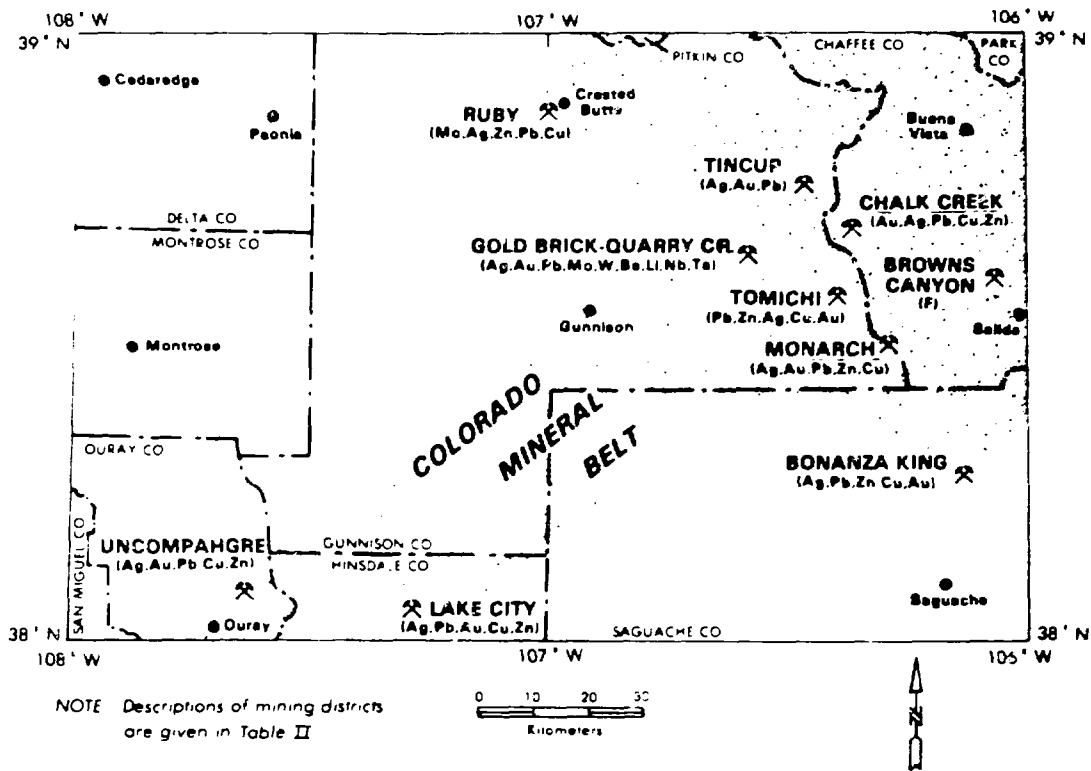 108° W
107° W
106° W
39° N
39° N
CHAFFEE CO
PARK
CO
PITKIN CO
Cedaredge
Crested
Butte
RUBY
(Mo,Ag,Zn,Pb,Cu)
Paonia
Buena
Vista
TINCUP
(Ag,Au,Pb)
CHALK CREEK
(Au,Ag,Pb,Cu,Zn)
DELTA CO
MONTROSE CO
GOLD BRICK-QUARRY CR.
(Ag,Au,Pb,Mo,W,Be,Li,Nb,Ta)
BROWNS
CANYON
(F)
TOMICHI
(Pb,Zn,Ag,Cu,Au)
Gunnison
Salida
Montrose
MONARCH
(Ag,Au,Pb,Zn,Cu)
COLORADO
MINERAL
BELT
OURAY CO
BONANZA KING
(Ag,Pb,Zn Cu,Au)
SAN MIGUEL CO
UNCOMPAHGRE
(Ag,Au,Pb Cu,Zn)
GUNNISON CO
HINSDALE CO
Saguache
LAKE CITY
(Ag,Pb,Au,Cu,Zn)
Ouray
SAGUACHE CO
38° N
38° N
108° W
107° W
105° W
NOTE Descriptions of mining districts
are given in Table II
0 10 20 30
Kilometers
N